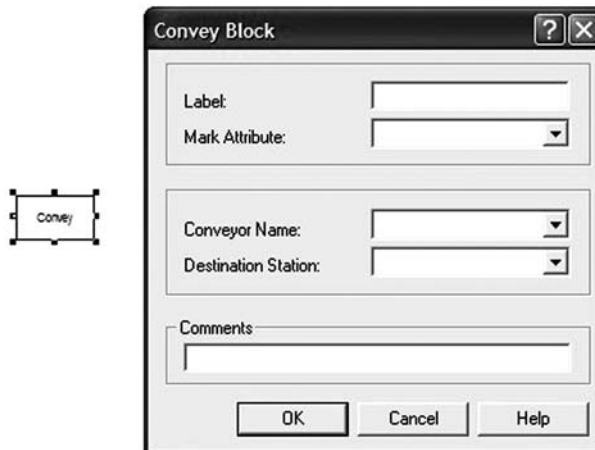 Convey Block
Label:
Mark Attribute:
Convey
Conveyor Name:
Destination Station:
Comments
OK Cancel Help